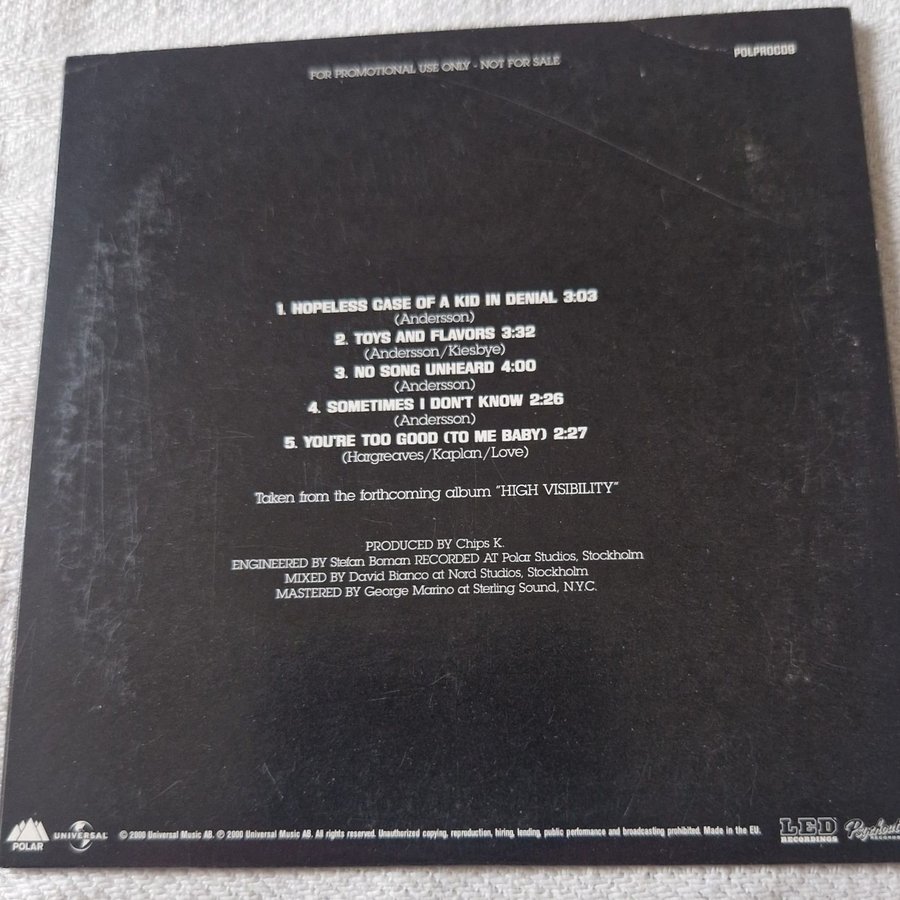 FOR PROMOTIONAL USE ONLY - NOT FOR SALE
POLPROCD9
1. HOPELESS CASE OF A KID IN DENIAL 3:03
(Andersson)
2. TOYS AND FLAVORS 3:32
(Andersson/Kiesbye)
3. NO SONG UNHEARD 4:00
(Andersson)
4. SOMETIMES I DON'T KNOW 2:26
(Andersson)
5. YOU'RE TOO GOOD (TO ME BABY) 2:27
(Hargreaves/Kaplan/Love)
Taken from the forthcoming album "HIGH VISIBILITY"
PRODUCED BY Chips K.
ENGINEERED BY Stefan Boman RECORDED AT Polar Studios, Stockholm
MIXED BY David Bianco at Nord Studios, Stockholm
MASTERED BY George Marino at Sterling Sound, N.Y.C.
POLAR
UNIVERSAL
© 2000 Universal Music AB. ℗ 2000 Universal Music AB. All rights reserved. Unauthorized copying, reproduction, hiring, lending, public performance and broadcasting prohibited. Made in the EU.
LED
RECORDINGS
Psychout
RECORDS